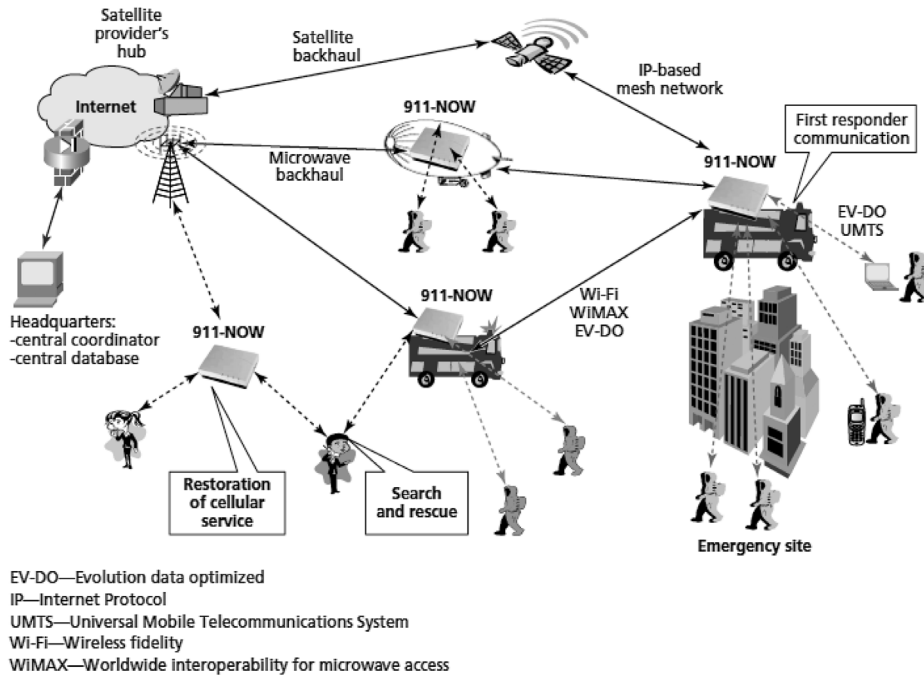 Satellite
provider's
hub
Satellite
backhaul
IP-based
mesh network
Internet
911-NOW
First responder
communication
Microwave
backhaul
911-NOW
EV-DO
UMTS
911-NOW
Wi-Fi
WiMAX
EV-DO
Headquarters:
-central coordinator
-central database
911-NOW
Restoration
of cellular
service
Search
and rescue
Emergency site
EV-DO—Evolution data optimized
IP—Internet Protocol
UMTS—Universal Mobile Telecommunications System
Wi-Fi—Wireless fidelity
WiMAX—Worldwide interoperability for microwave access